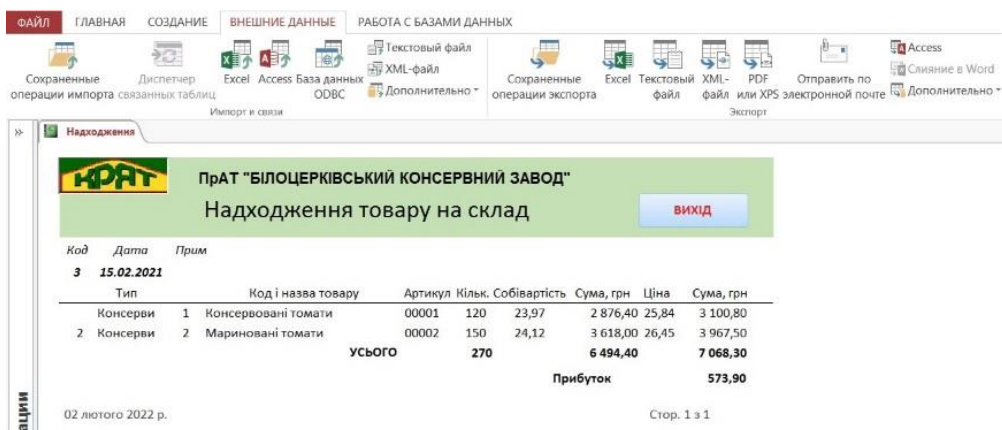 ФАЙЛ ГЛАВНАЯ СОЗДАНИЕ ВНЕШНИЕ ДАННЫЕ РАБОТА С БАЗАМИ ДАННЫХ
Сохраненные операции импорта
Диспетчер связанных таблиц
Excel
Access
База данных ODBC
Текстовый файл
XML-файл
Дополнительно
Импорт и связи
Сохраненные операции экспорта
Excel
Текстовый файл
XML-файл
PDF или XPS
Отправить по электронной почте
Access
Слияние с Word
Дополнительно
Экспорт
Надходження
КРЯТ
ПрАТ "БІЛОЦЕРКІВСЬКИЙ КОНСЕРВНИЙ ЗАВОД"
Надходження товару на склад
ВИХІД
Код Дата Прим
3 15.02.2021
Тип Код і назва товару Артикул Кільк. Собівартість Сума, грн Ціна Сума, грн
Консерви 1 Консервовані томати 00001 120 23,97 2 876,40 25,84 3 100,80
2 Консерви 2 Мариновані томати 00002 150 24,12 3 618,00 26,45 3 967,50
УСЬОГО 270 6 494,40 7 068,30
Прибуток 573,90
02 лютого 2022 р. Стор. 1 з 1
ации